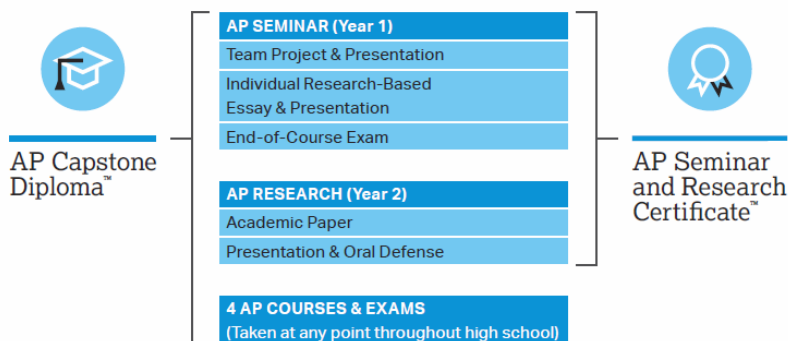 AP Capstone
Diploma™
AP SEMINAR (Year 1)
Team Project & Presentation
Individual Research-Based
Essay & Presentation
End-of-Course Exam
AP RESEARCH (Year 2)
Academic Paper
Presentation & Oral Defense
4 AP COURSES & EXAMS
(Taken at any point throughout high school)
AP Seminar
and Research
Certificate™